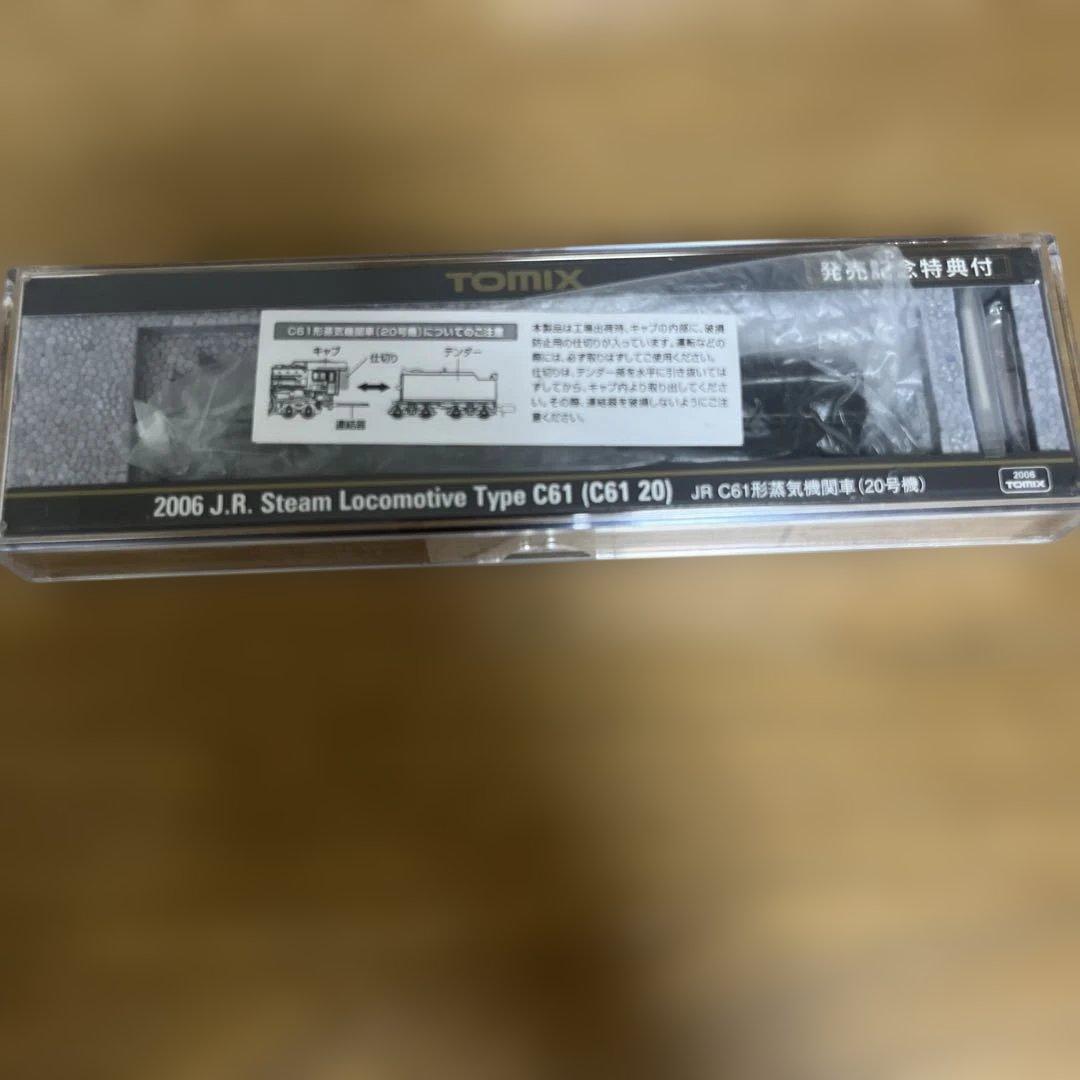 TOMIX
発売記念特典付
C61形蒸気機関車(20号機)についてのご注意
キャブ
仕切り
テンダー
連結器
本製品は工場出荷時、キャブの内部に、破損
防止用の仕切りが入っています。運転などの
際には、必ず取りはずしてご使用ください。
仕切りは、テンダー部を水平に引き抜いては
ずしてから、キャブ内より取り出してくださ
い。その際、連結器を破損しないようにご注
意ください。
2006 J.R. Steam Locomotive Type C61 (C61 20)
JR C61形蒸気機関車(20号機)
2006
TOMIX